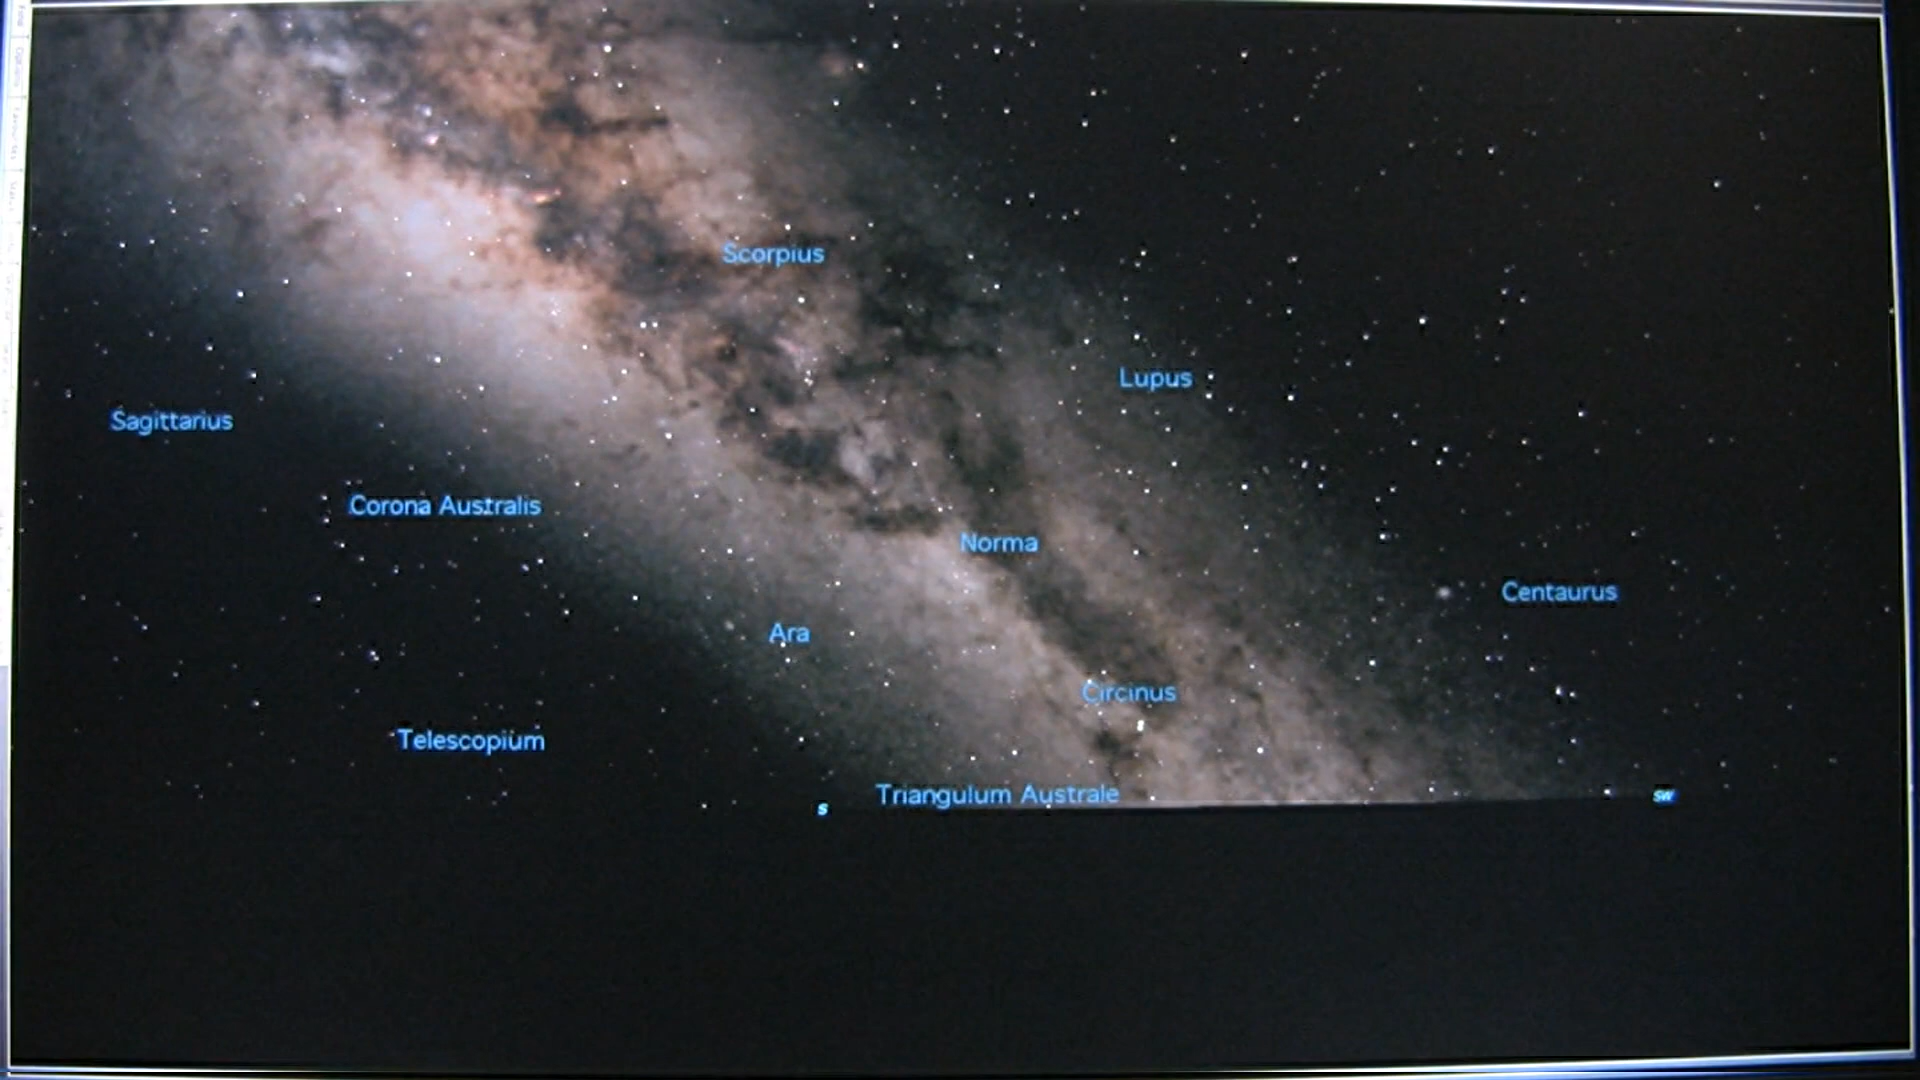 Scorpius
Lupus
Sagittarius
Corona Australis
Norma
Centaurus
Ara
Circinus
Telescopium
Triangulum Australe
S
SW